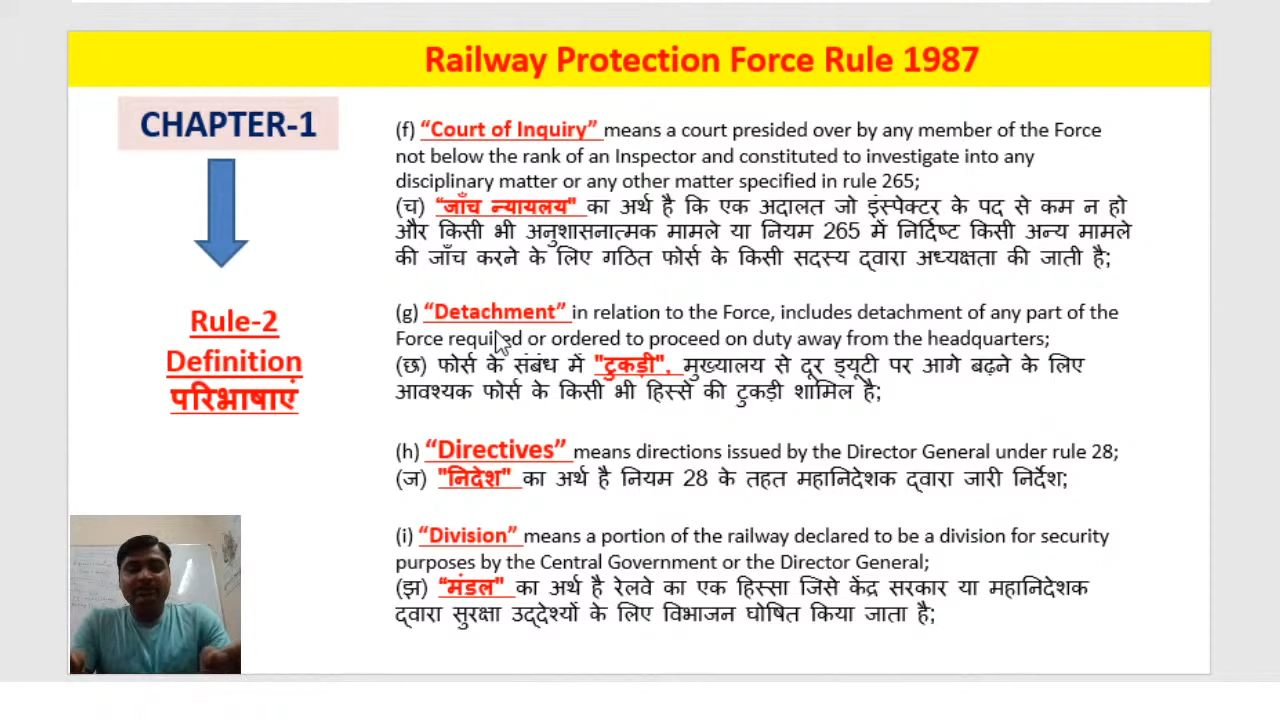 Railway Protection Force Rule 1987
CHAPTER-1
Rule-2
Definition
परिभाषाएं
(f) “Court of Inquiry” means a court presided over by any member of the Force
not below the rank of an Inspector and constituted to investigate into any
disciplinary matter or any other matter specified in rule 265;
(च) “जाँच न्यायलय" का अर्थ है कि एक अदालत जो इंस्पेक्टर के पद से कम न हो
और किसी भी अनुशासनात्मक मामले या नियम 265 में निर्दिष्ट किसी अन्य मामले
की जाँच करने के लिए गठित फोर्स के किसी सदस्य द्वारा अध्यक्षता की जाती है;
(g) “Detachment” in relation to the Force, includes detachment of any part of the
Force required or ordered to proceed on duty away from the headquarters;
(छ) फोर्स के संबंध में "टुकड़ी", मुख्यालय से दूर ड्यूटी पर आगे बढ़ने के लिए
आवश्यक फोर्स के किसी भी हिस्से की टुकड़ी शामिल है;
(h) “Directives” means directions issued by the Director General under rule 28;
(ज) "निदेश" का अर्थ है नियम 28 के तहत महानिदेशक द्वारा जारी निर्देश;
(i) “Division” means a portion of the railway declared to be a division for security
purposes by the Central Government or the Director General;
(झ) “मंडल" का अर्थ है रेलवे का एक हिस्सा जिसे केंद्र सरकार या महानिदेशक
द्वारा सुरक्षा उद्देश्यों के लिए विभाजन घोषित किया जाता है;